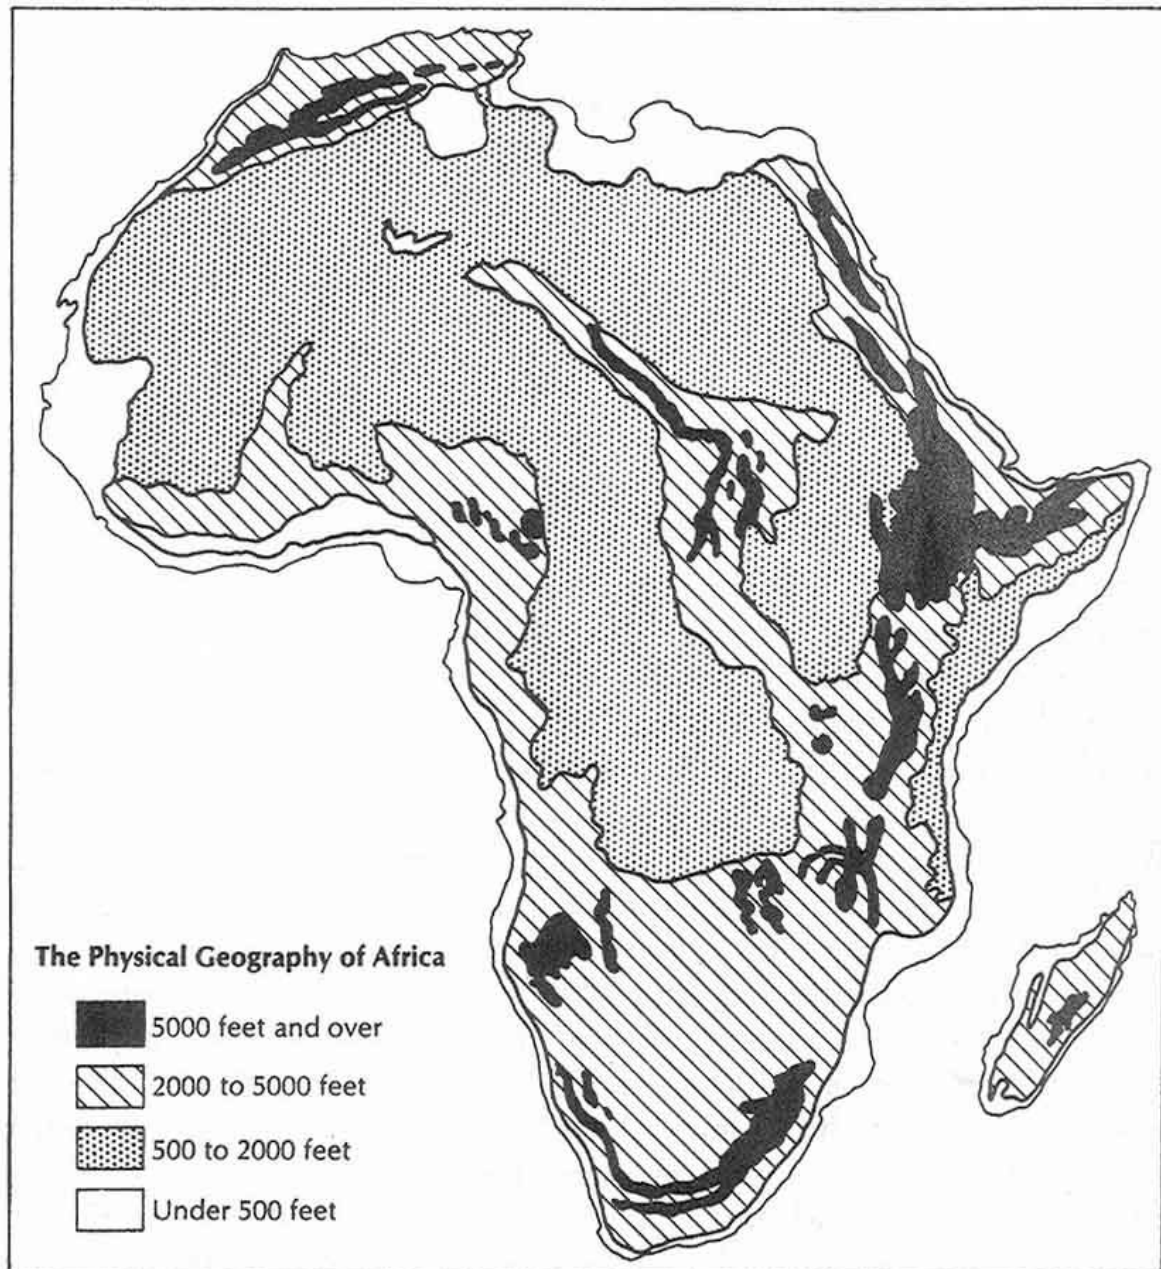 The Physical Geography of Africa
5000 feet and over
2000 to 5000 feet
500 to 2000 feet
Under 500 feet